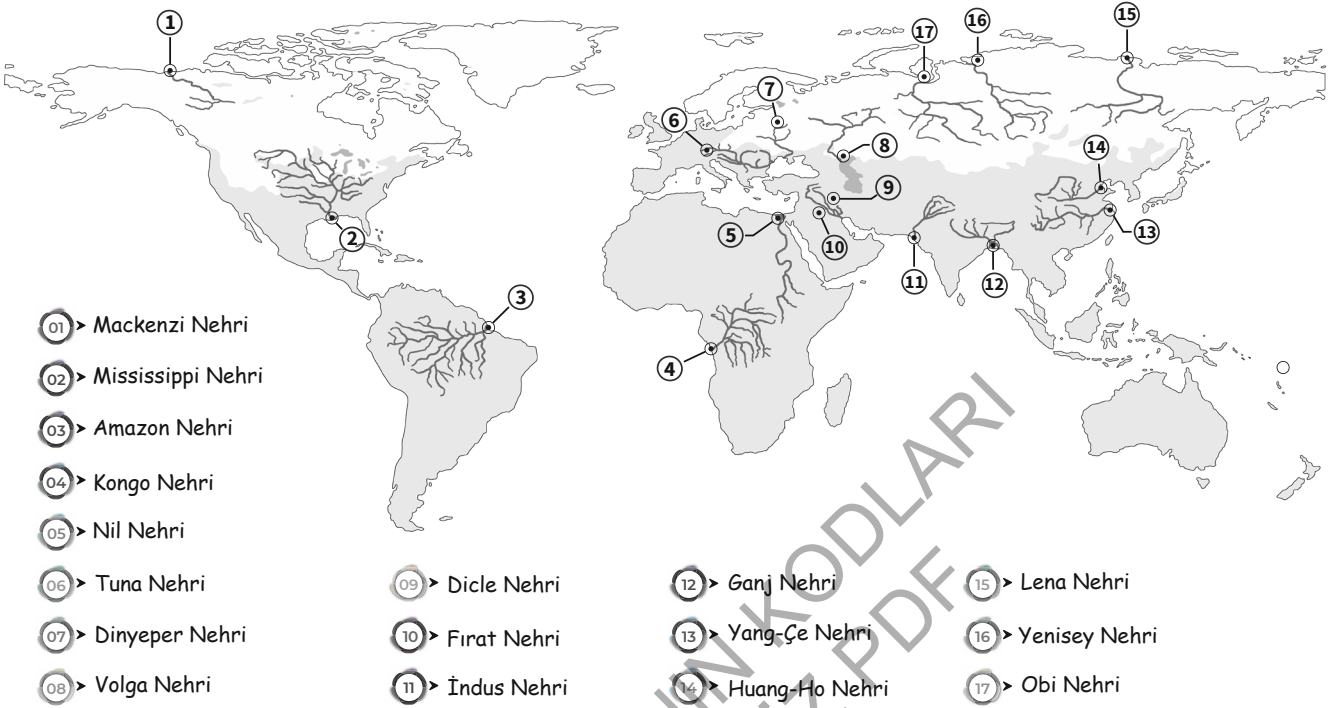 1
16
15
17
7
6
8
14
9
5
2
10
13
11
12
3
4
01 Mackenzi Nehri
02 Mississippi Nehri
03 Amazon Nehri
04 Kongo Nehri
05 Nil Nehri
06 Tuna Nehri
07 Dinyeper Nehri
08 Volga Nehri
09 Dicle Nehri
10 Fırat Nehri
11 İndus Nehri
12 Ganj Nehri
13 Yang-Çe Nehri
14 Huang-Ho Nehri
15 Lena Nehri
16 Yenisey Nehri
17 Obi Nehri
KODLARI
PDF